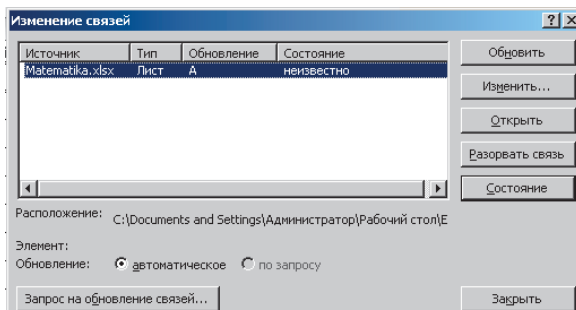 Изменение связей
Источник Тип Обновление Состояние
Matematika.xlsx Лист А неизвестно
Обновить
Изменить...
Открыть
Разорвать связь
Состояние
Расположение: C:\Documents and Settings\Администратор\Рабочий стол\E
Элемент:
Обновление: автоматическое по запросу
Запрос на обновление связей... Закрыть